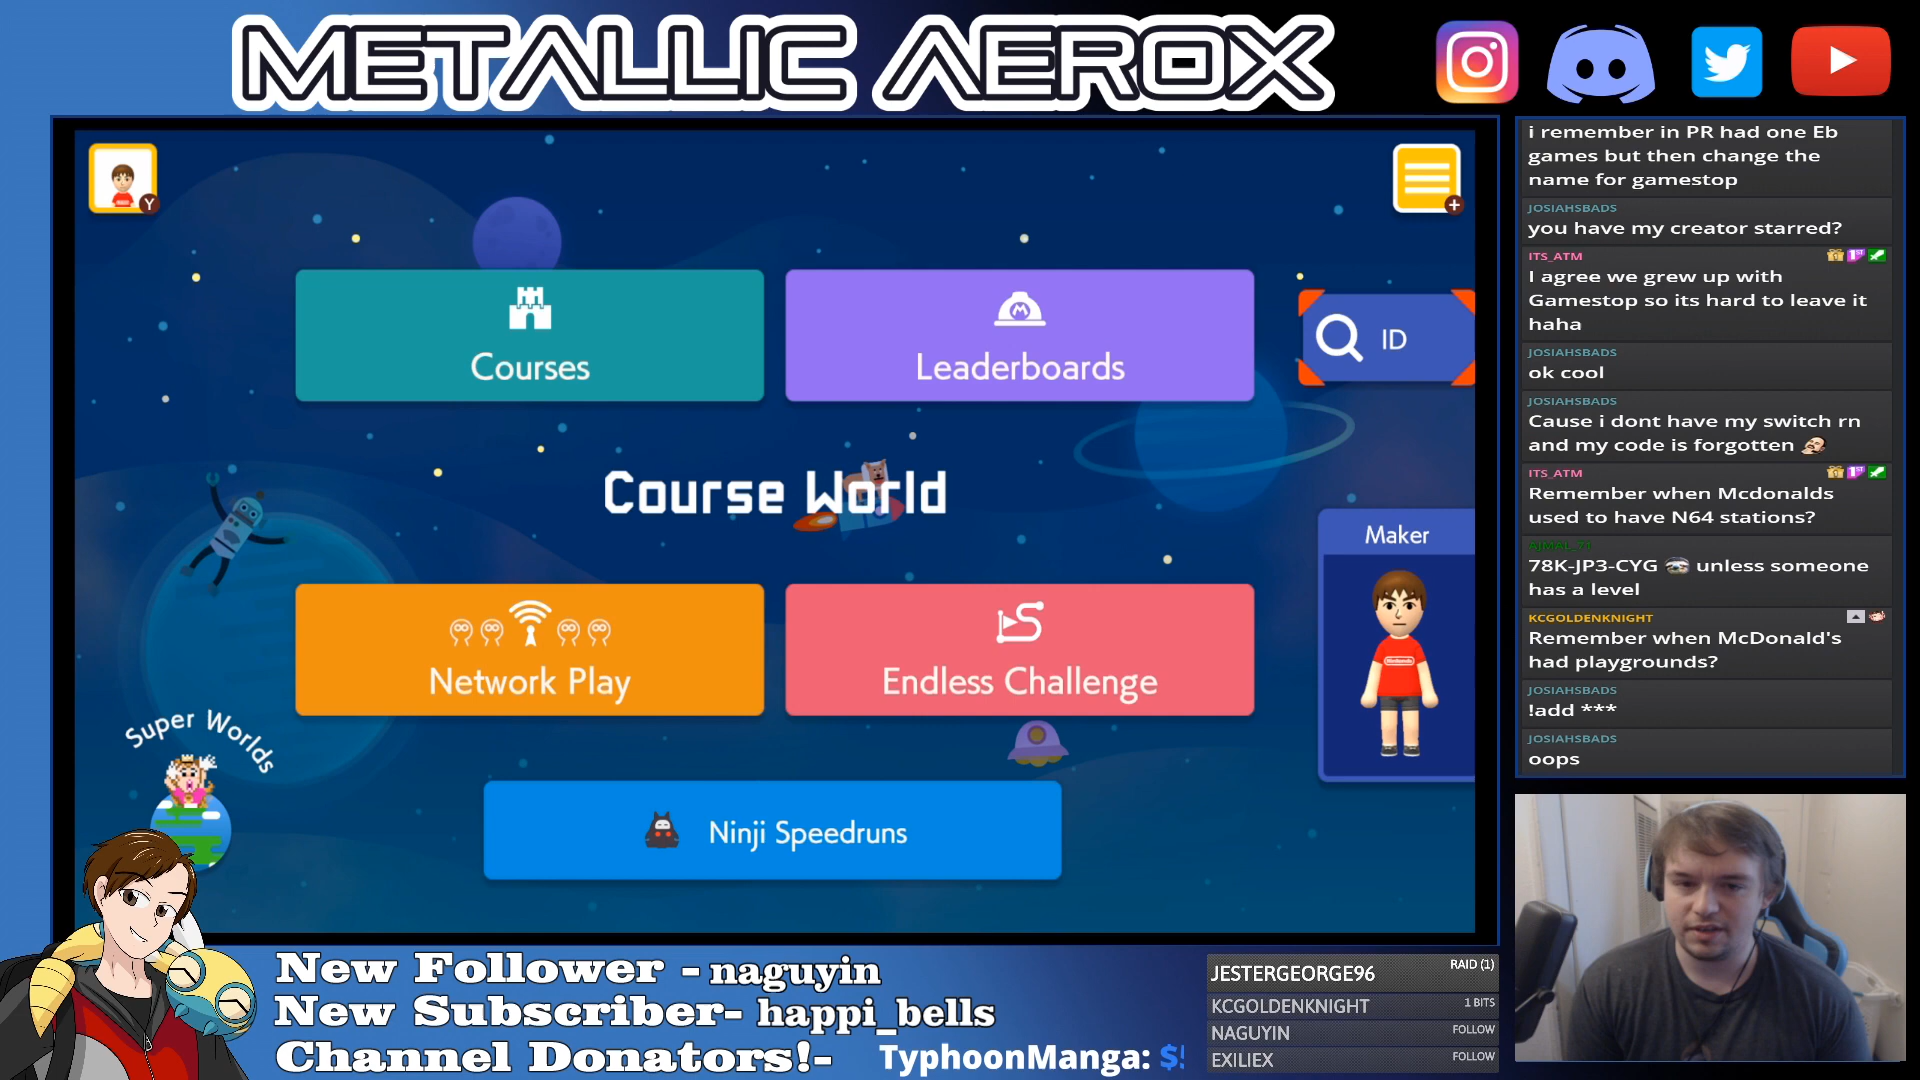 METALLIC AEROX
Y
+
Courses
Leaderboards
ID
Course World
Maker
Network Play
Endless Challenge
Super Worlds
Ninji Speedruns
i remember in PR had one Eb
games but then change the
name for gamestop
JOSIAHSBADS
you have my creator starred?
ITS_ATM
I agree we grew up with
Gamestop so its hard to leave it
haha
JOSIAHSBADS
ok cool
JOSIAHSBADS
Cause i dont have my switch rn
and my code is forgotten
ITS_ATM
Remember when Mcdonalds
used to have N64 stations?
AJMAL_71
78K-JP3-CYG unless someone
has a level
KCGOLDENKNIGHT
Remember when McDonald's
had playgrounds?
JOSIAHSBADS
!add ***
JOSIAHSBADS
oops
New Follower - naguyin
New Subscriber- happi_bells
Channel Donators!- TyphoonManga: $
JESTERGEORGE96 RAID (1)
KCGOLDENKNIGHT 1 BITS
NAGUYIN FOLLOW
EXILIEX FOLLOW